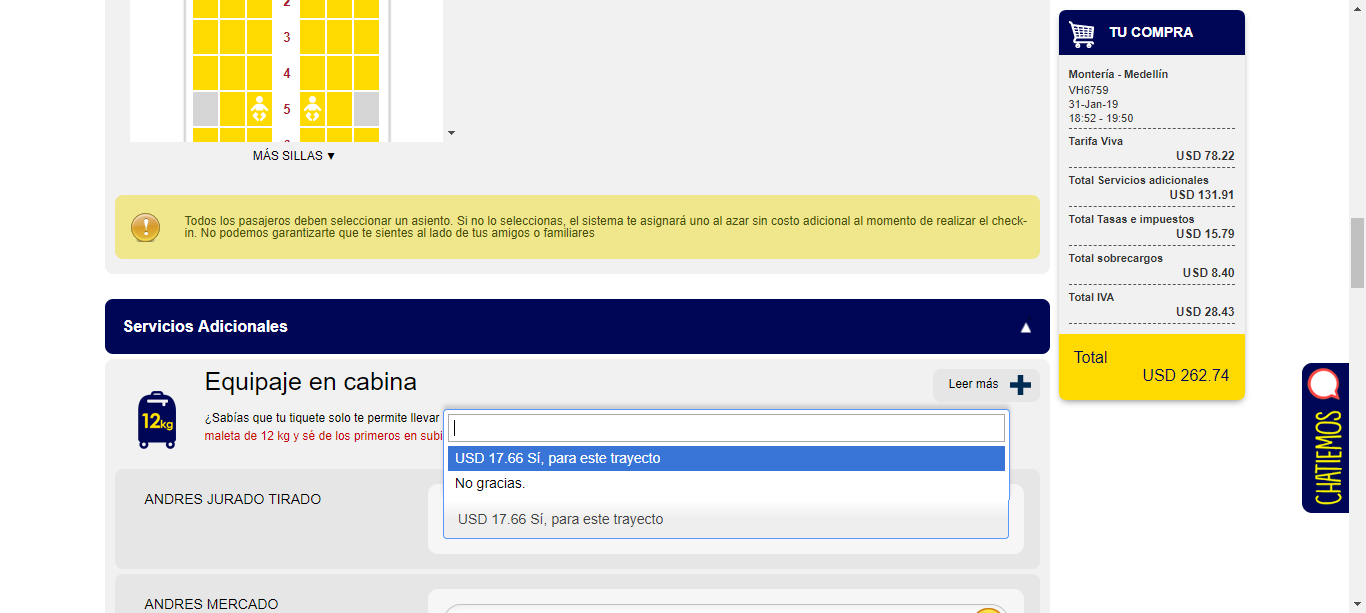 2
3
4
5
MÁS SILLAS ▼
Todos los pasajeros deben seleccionar un asiento. Si no lo seleccionas, el sistema te asignará uno al azar sin costo adicional al momento de realizar el check-
in. No podemos garantizarte que te sientes al lado de tus amigos o familiares
Servicios Adicionales
12kg
Equipaje en cabina
Leer más
¿Sabías que tu tiquete solo te permite llevar
maleta de 12 kg y sé de los primeros en subi
USD 17.66 Sí, para este trayecto
No gracias.
ANDRES JURADO TIRADO
USD 17.66 Sí, para este trayecto
ANDRES MERCADO
TU COMPRA
Montería - Medellín
VH6759
31-Jan-19
18:52 - 19:50
Tarifa Viva
USD 78.22
Total Servicios adicionales
USD 131.91
Total Tasas e impuestos
USD 15.79
Total sobrecargos
USD 8.40
Total IVA
USD 28.43
Total
USD 262.74
CHATIEMOS